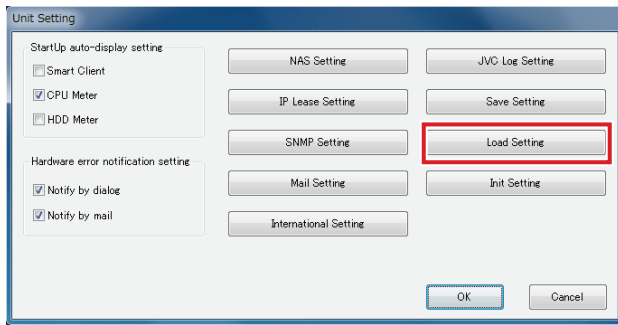 Unit Setting
StartUp auto-display setting
Smart Client
CPU Meter
HDD Meter
Hardware error notification setting
Notify by dialog
Notify by mail
NAS Setting
IP Lease Setting
SNMP Setting
Mail Setting
International Setting
JVC Log Setting
Save Setting
Load Setting
Init Setting
OK
Cancel